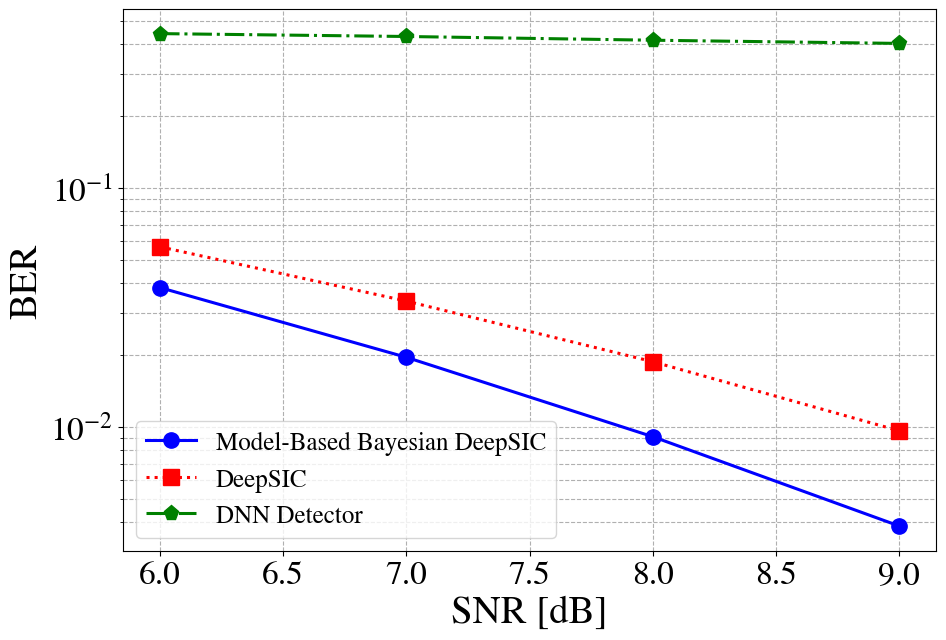 BER
10⁻¹
10⁻²
Model-Based Bayesian DeepSIC
DeepSIC
DNN Detector
6.0 6.5 7.0 7.5 8.0 8.5 9.0
SNR [dB]